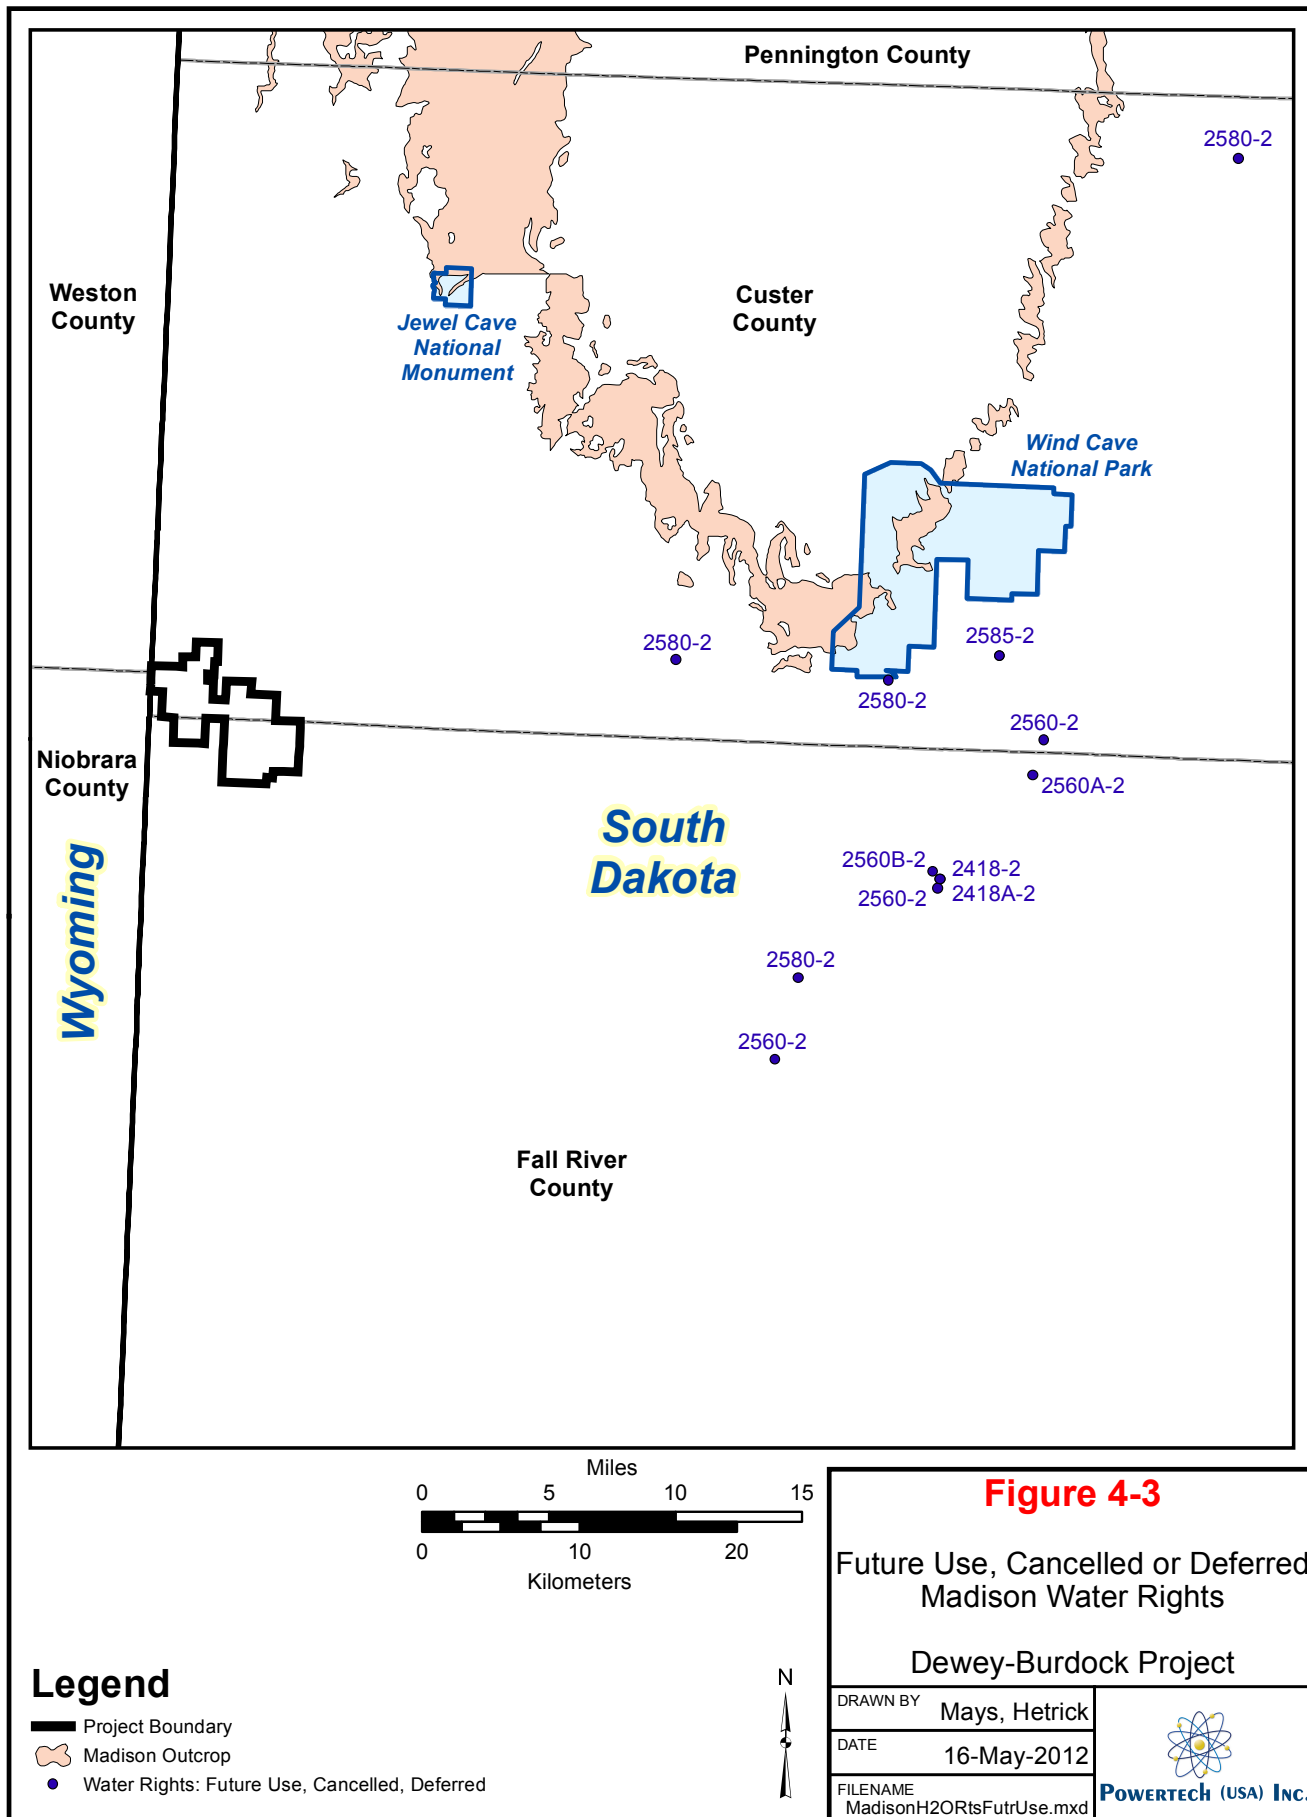 Pennington County
2580-2
Weston
County
Custer
County
Jewel Cave
National
Monument
Wind Cave
National Park
2580-2
2585-2
2580-2
2560-2
Niobrara
County
2560A-2
South
Dakota
Wyoming
2560B-2
2418-2
2560-2
2418A-2
2580-2
2560-2
Fall River
County
Miles
0 5 10 15
0 10 20
Kilometers
Figure 4-3
Future Use, Cancelled or Deferred
Madison Water Rights
Dewey-Burdock Project
Legend
Project Boundary
Madison Outcrop
Water Rights: Future Use, Cancelled, Deferred
N
DRAWN BY Mays, Hetrick
DATE 16-May-2012
FILENAME
MadisonH2ORtsFutrUse.mxd
POWERTECH (USA) INC.